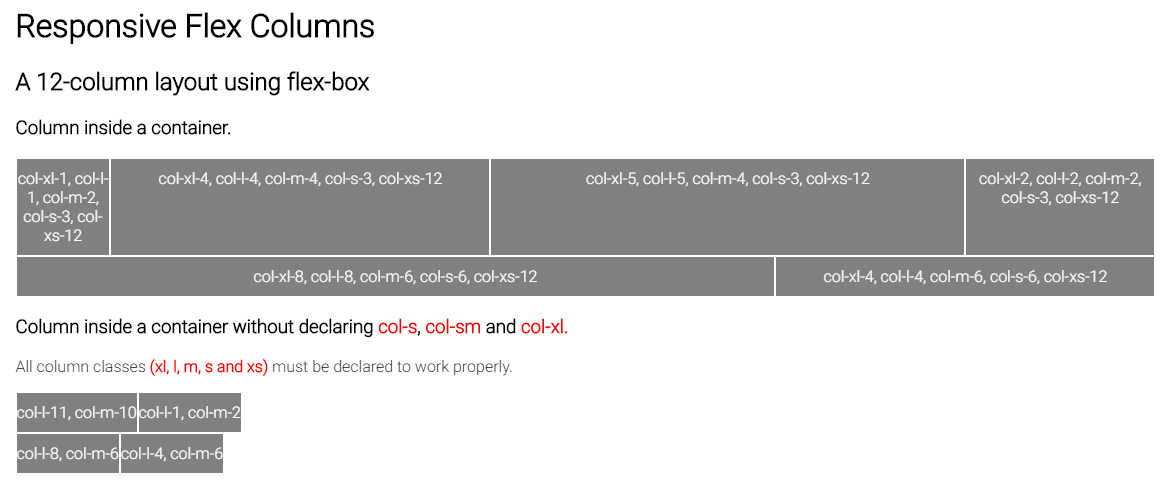 Responsive Flex Columns
A 12-column layout using flex-box
Column inside a container.
col-xl-1, col-l-
1, col-m-2,
col-s-3, col-
xs-12
col-xl-4, col-l-4, col-m-4, col-s-3, col-xs-12
col-xl-5, col-l-5, col-m-4, col-s-3, col-xs-12
col-xl-2, col-l-2, col-m-2,
col-s-3, col-xs-12
col-xl-8, col-l-8, col-m-6, col-s-6, col-xs-12
col-xl-4, col-l-4, col-m-6, col-s-6, col-xs-12
Column inside a container without declaring col-s, col-sm and col-xl.
All column classes (xl, l, m, s and xs) must be declared to work properly.
col-l-11, col-m-10
col-l-1, col-m-2
col-l-8, col-m-6
col-l-4, col-m-6